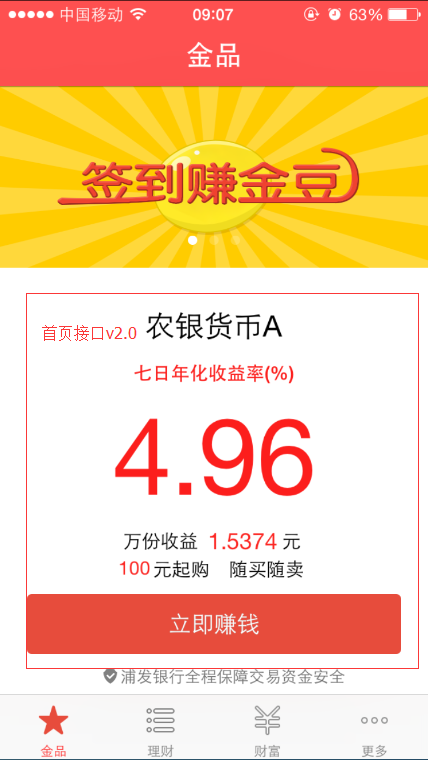 中国移动 09:07 63%
金品
签到赚金豆
首页接口v2.0 农银货币A
七日年化收益率(%)
4.96
万份收益 1.5374 元
100元起购 随买随卖
立即赚钱
浦发银行全程保障交易资金安全
金品 理财 财富 更多